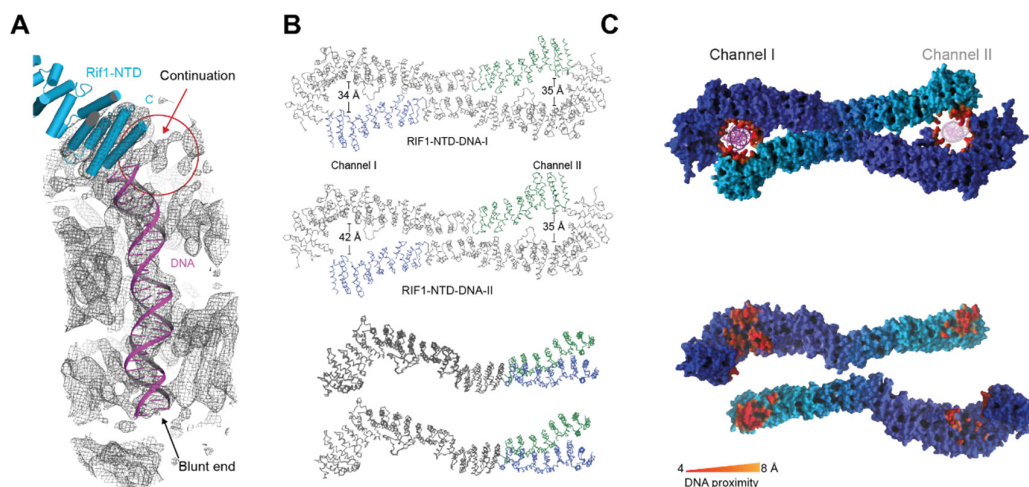 A
Rif1-NTD
Continuation
C
DNA
Blunt end
B
34 Å
35 Å
RIF1-NTD-DNA-I
Channel I
Channel II
42 Å
35 Å
RIF1-NTD-DNA-II
C
Channel I
Channel II
4
8 Å
DNA proximity